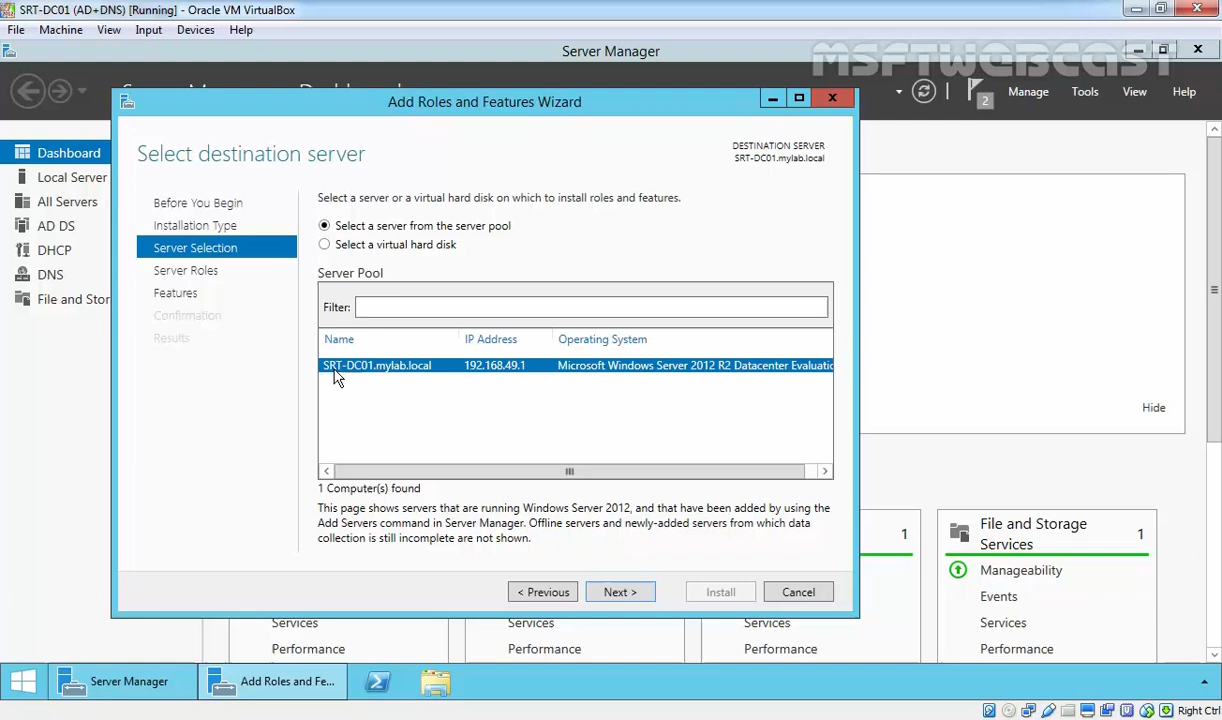 SRT-DC01 (AD+DNS) [Running] - Oracle VM VirtualBox
File Machine View Input Devices Help
Server Manager
MSFTWEBCAST
2
Manage Tools View Help
Add Roles and Features Wizard
Select destination server
DESTINATION SERVER
SRT-DC01.mylab.local
Dashboard
Local Server
All Servers
AD DS
DHCP
DNS
File and Stor
Before You Begin
Installation Type
Server Selection
Server Roles
Features
Confirmation
Results
Select a server or a virtual hard disk on which to install roles and features.
Select a server from the server pool
Select a virtual hard disk
Server Pool
Filter:
Name IP Address Operating System
SRT-DC01.mylab.local 192.168.49.1 Microsoft Windows Server 2012 R2 Datacenter Evaluatio
1 Computer(s) found
This page shows servers that are running Windows Server 2012, and that have been added by using the
Add Servers command in Server Manager. Offline servers and newly-added servers from which data
collection is still incomplete are not shown.
< Previous Next > Install Cancel
Hide
1
File and Storage
Services
1
Manageability
Events
Services
Performance
Services
Performance
Services
Performance
Services
Performance
Server Manager
Add Roles and Fe...
Right Ctrl